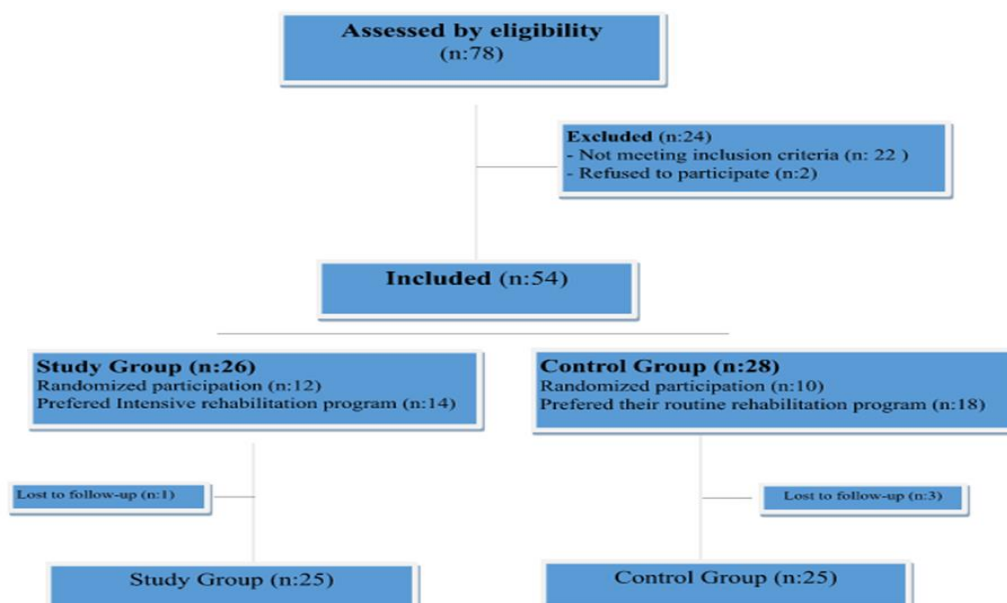 Assessed by eligibility
(n:78)
Excluded (n:24)
- Not meeting inclusion criteria (n: 22 )
- Refused to participate (n:2)
Included (n:54)
Study Group (n:26)
Randomized participation (n:12)
Prefered Intensive rehabilitation program (n:14)
Control Group (n:28)
Randomized participation (n:10)
Prefered their routine rehabilitation program (n:18)
Lost to follow-up (n:1)
Lost to follow-up (n:3)
Study Group (n:25)
Control Group (n:25)